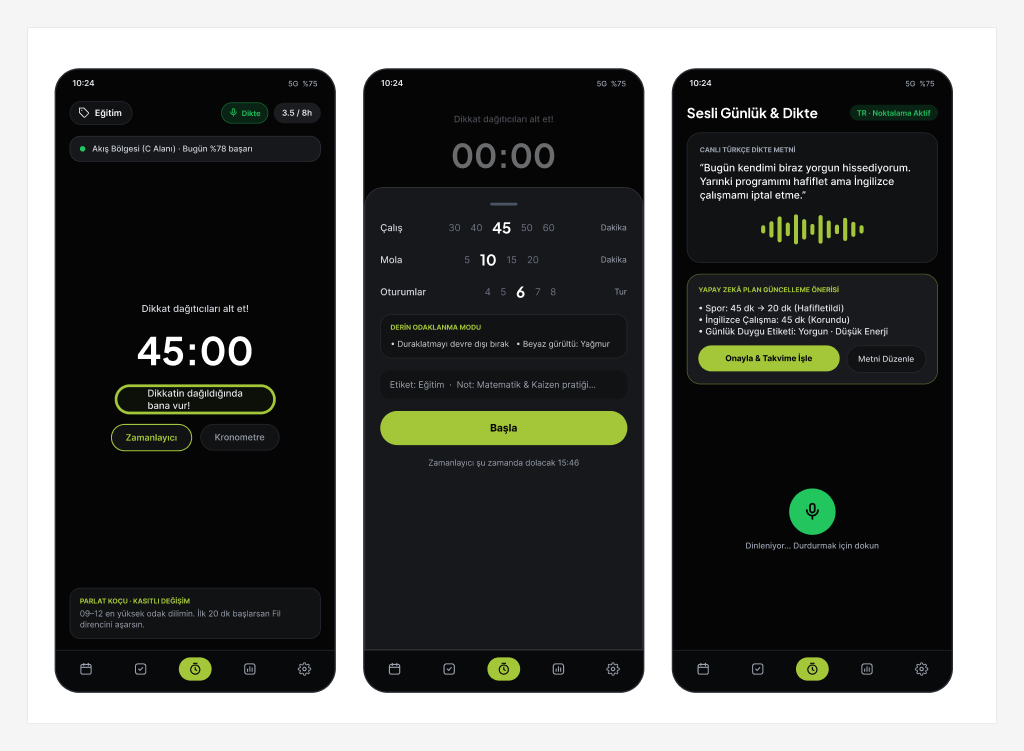 10:24
5G %75
Eğitim
Dikte
3.5 / 8h
Akış Bölgesi (C Alanı) · Bugün %78 başarı
Dikkat dağıtıcıları alt et!
45:00
Dikkatin dağıldığında
bana vur!
Zamanlayıcı
Kronometre
PARLAT KOÇU · KASITLI DEĞİŞİM
09–12 en yüksek odak dilimin. İlk 20 dk başlarsan Fil
direncini aşarsın.
10:24
5G %75
Dikkat dağıtıcıları alt et!
00:00
Çalış 30 40 45 50 60 Dakika
Mola 5 10 15 20 Dakika
Oturumlar 4 5 6 7 8 Tur
DERİN ODAKLANMA MODU
• Duraklatmayı devre dışı bırak • Beyaz gürültü: Yağmur
Etiket: Eğitim · Not: Matematik & Kaizen pratiği...
Başla
Zamanlayıcı şu zamanda dolacak 15:46
10:24
5G %75
Sesli Günlük & Dikte
TR · Noktalama Aktif
CANLI TÜRKÇE DİKTE METNİ
“Bugün kendimi biraz yorgun hissediyorum.
Yarınki programımı hafiflet ama İngilizce
çalışmamı iptal etme.”
YAPAY ZEKÂ PLAN GÜNCELLEME ÖNERİSİ
• Spor: 45 dk → 20 dk (Hafifletildi)
• İngilizce Çalışma: 45 dk (Korundu)
• Günlük Duygu Etiketi: Yorgun · Düşük Enerji
Onayla & Takvime İşle
Metni Düzenle
Dinleniyor... Durdurmak için dokun